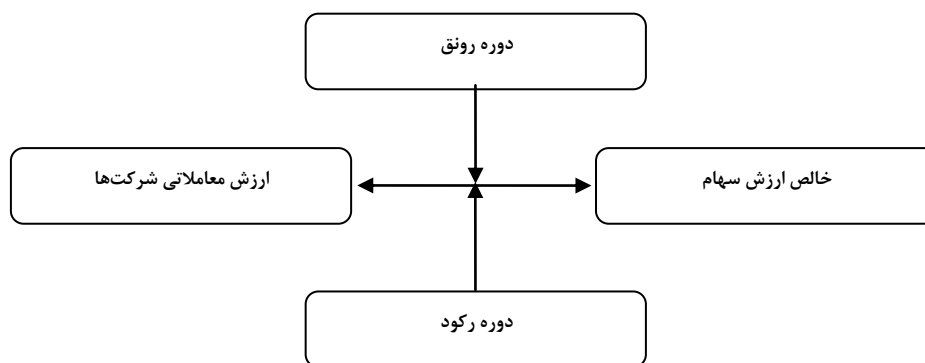 دوره رونق
خالص ارزش سهام
ارزش معاملاتی شرکت‌ها
دوره رکود